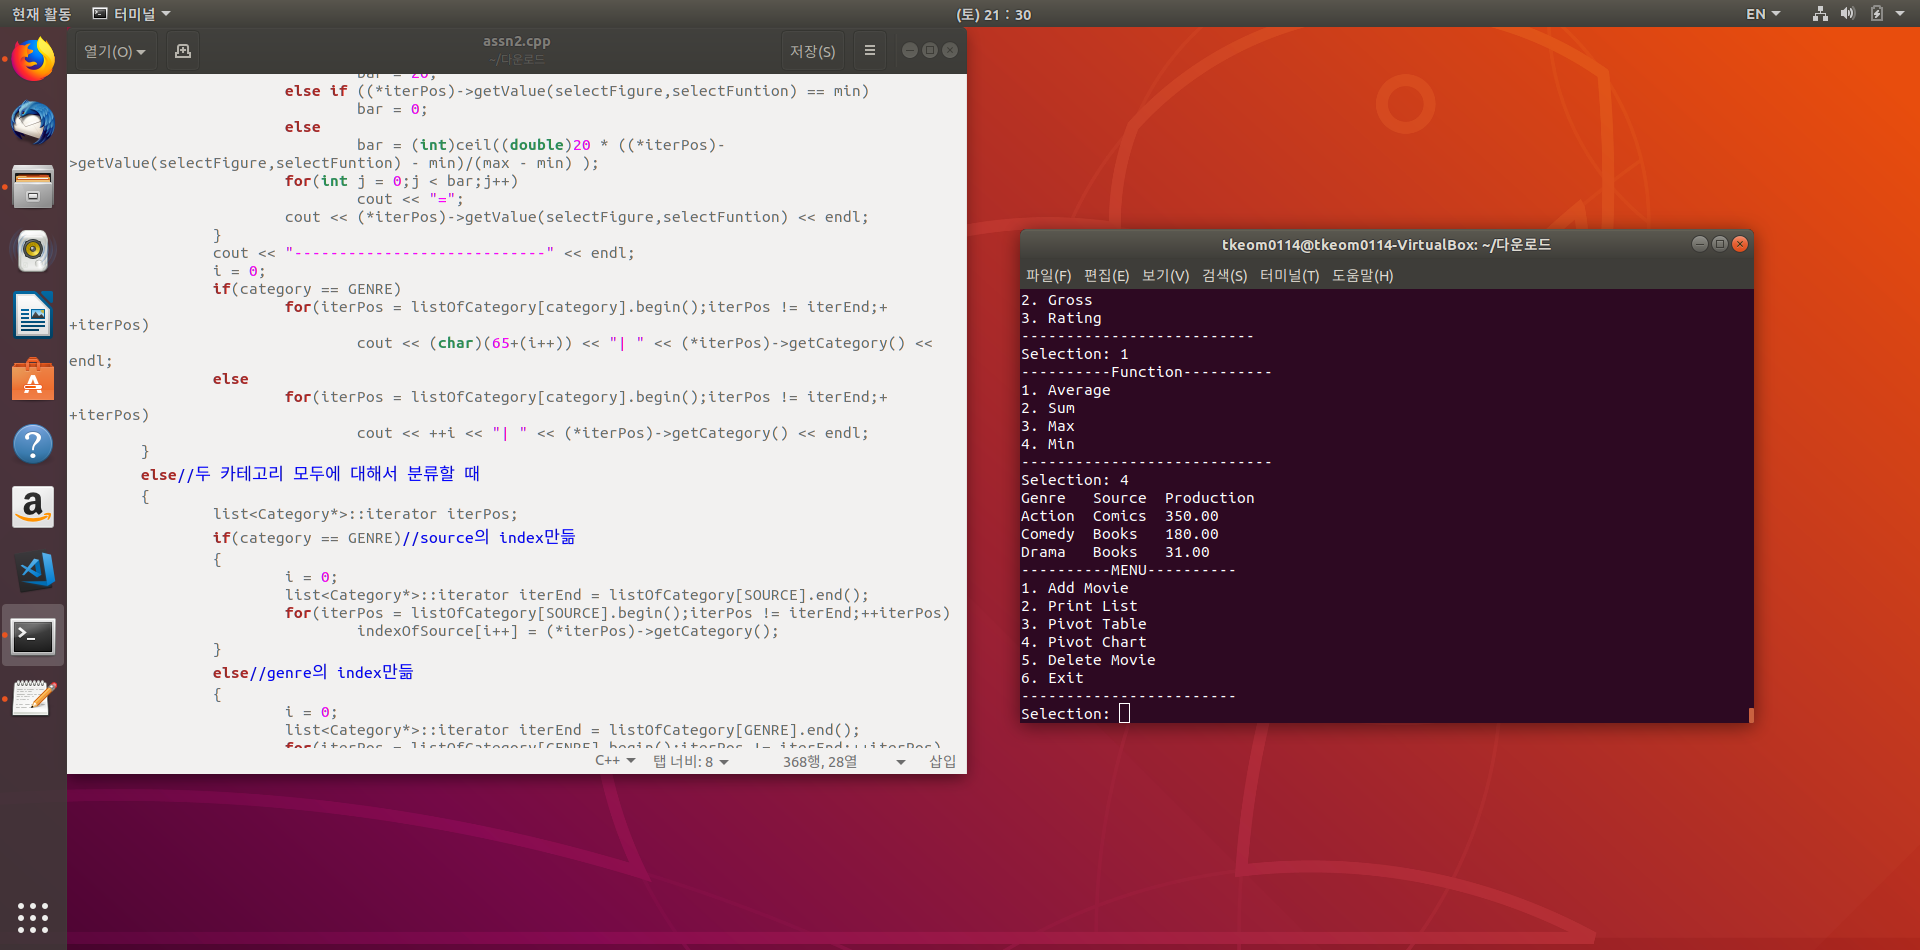 현재 활동
터미널
(토) 21 : 30
EN
열기(O)
assn2.cpp
~/다운로드
저장(S)
bar = 20;
else if ((*iterPos)->getValue(selectFigure,selectFuntion) == min)
bar = 0;
else
bar = (int)ceil((double)20 * ((*iterPos)-
>getValue(selectFigure,selectFuntion) - min)/(max - min) );
for(int j = 0;j < bar;j++)
cout << "=";
cout << (*iterPos)->getValue(selectFigure,selectFuntion) << endl;
}
cout << "----------------------------" << endl;
i = 0;
if(category == GENRE)
for(iterPos = listOfCategory[category].begin();iterPos != iterEnd;+
+iterPos)
cout << (char)(65+(i++)) << "| " << (*iterPos)->getCategory() <<
endl;
else
for(iterPos = listOfCategory[category].begin();iterPos != iterEnd;+
+iterPos)
cout << ++i << "| " << (*iterPos)->getCategory() << endl;
}
else//두 카테고리 모두에 대해서 분류할 때
{
list<Category*>::iterator iterPos;
if(category == GENRE)//source의 index만듦
{
i = 0;
list<Category*>::iterator iterEnd = listOfCategory[SOURCE].end();
for(iterPos = listOfCategory[SOURCE].begin();iterPos != iterEnd;++iterPos)
indexOfSource[i++] = (*iterPos)->getCategory();
}
else//genre의 index만듦
{
i = 0;
list<Category*>::iterator iterEnd = listOfCategory[GENRE].end();
for(iterPos = listOfCategory[GENRE].begin();iterPos != iterEnd;++iterPos)
C++
탭 너비: 8
368행, 28열
삽입
tkeom0114@tkeom0114-VirtualBox: ~/다운로드
파일(F) 편집(E) 보기(V) 검색(S) 터미널(T) 도움말(H)
2. Gross
3. Rating
--------------------------
Selection: 1
----------Function----------
1. Average
2. Sum
3. Max
4. Min
----------------------------
Selection: 4
Genre Source Production
Action Comics 350.00
Comedy Books 180.00
Drama Books 31.00
----------MENU----------
1. Add Movie
2. Print List
3. Pivot Table
4. Pivot Chart
5. Delete Movie
6. Exit
------------------------
Selection: